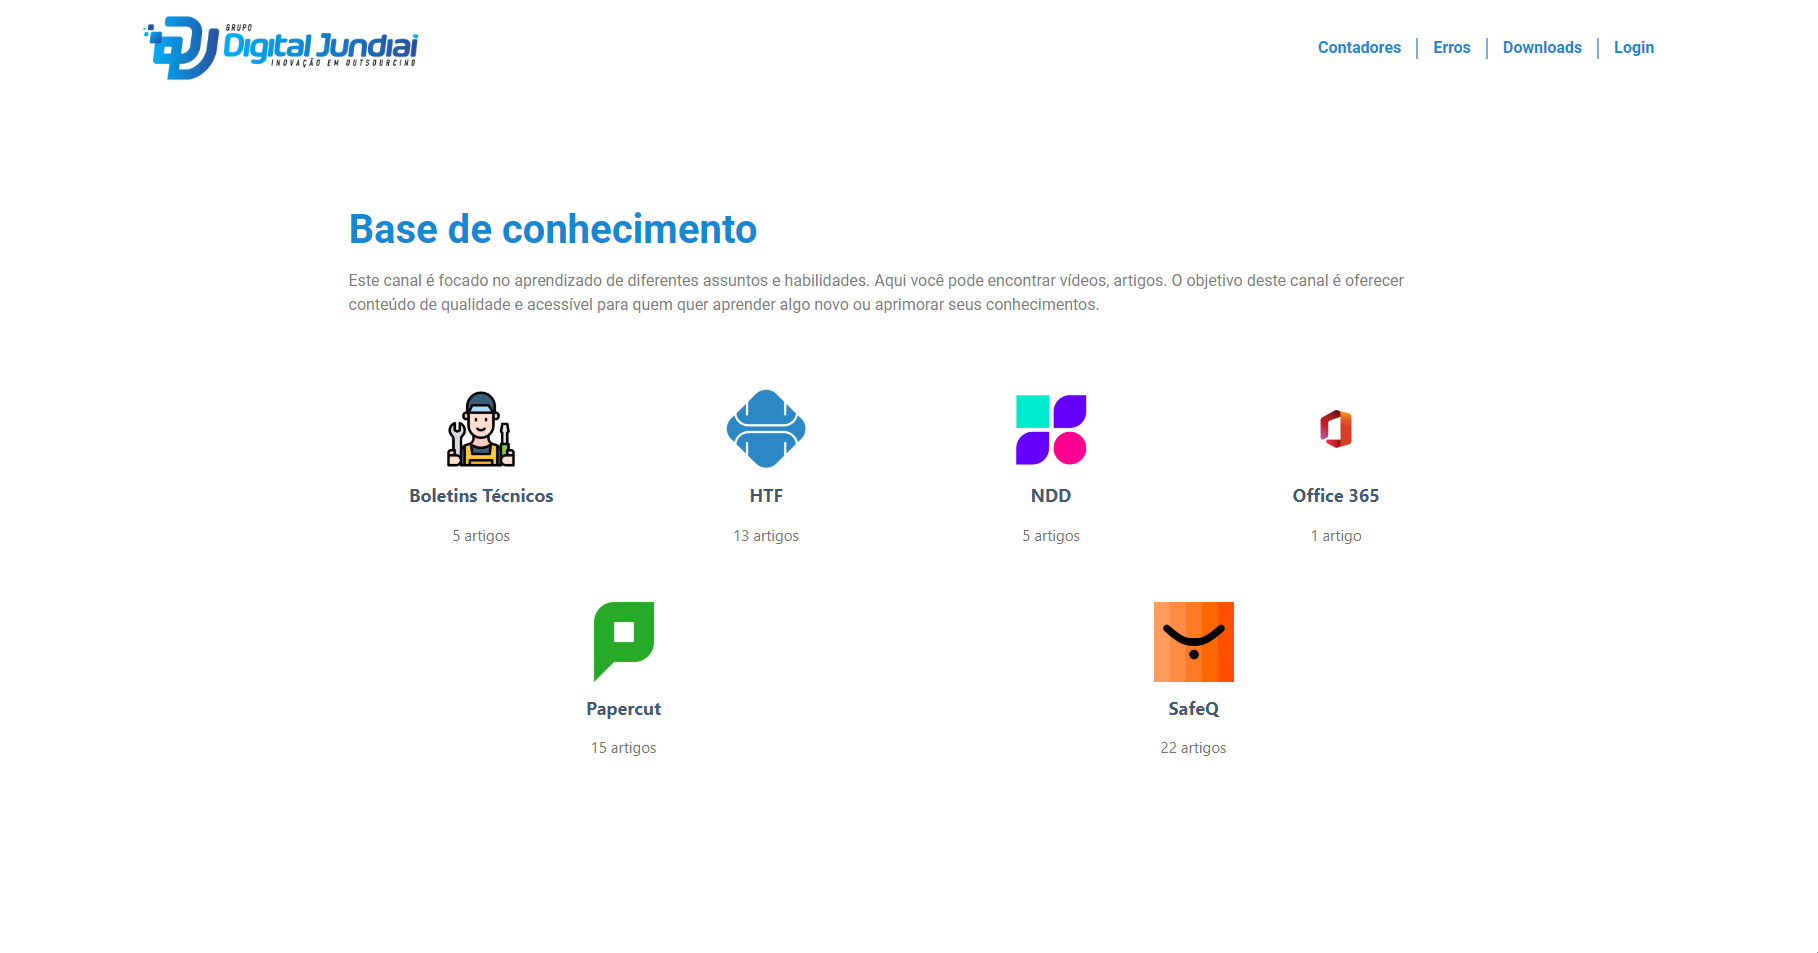 GRUPO
Digital Jundiai
INOVAÇÃO EM OUTSOURCING
Contadores
Erros
Downloads
Login
Base de conhecimento
Este canal é focado no aprendizado de diferentes assuntos e habilidades. Aqui você pode encontrar vídeos, artigos. O objetivo deste canal é oferecer
conteúdo de qualidade e acessível para quem quer aprender algo novo ou aprimorar seus conhecimentos.
Boletins Técnicos
5 artigos
HTF
13 artigos
NDD
5 artigos
Office 365
1 artigo
Papercut
15 artigos
SafeQ
22 artigos